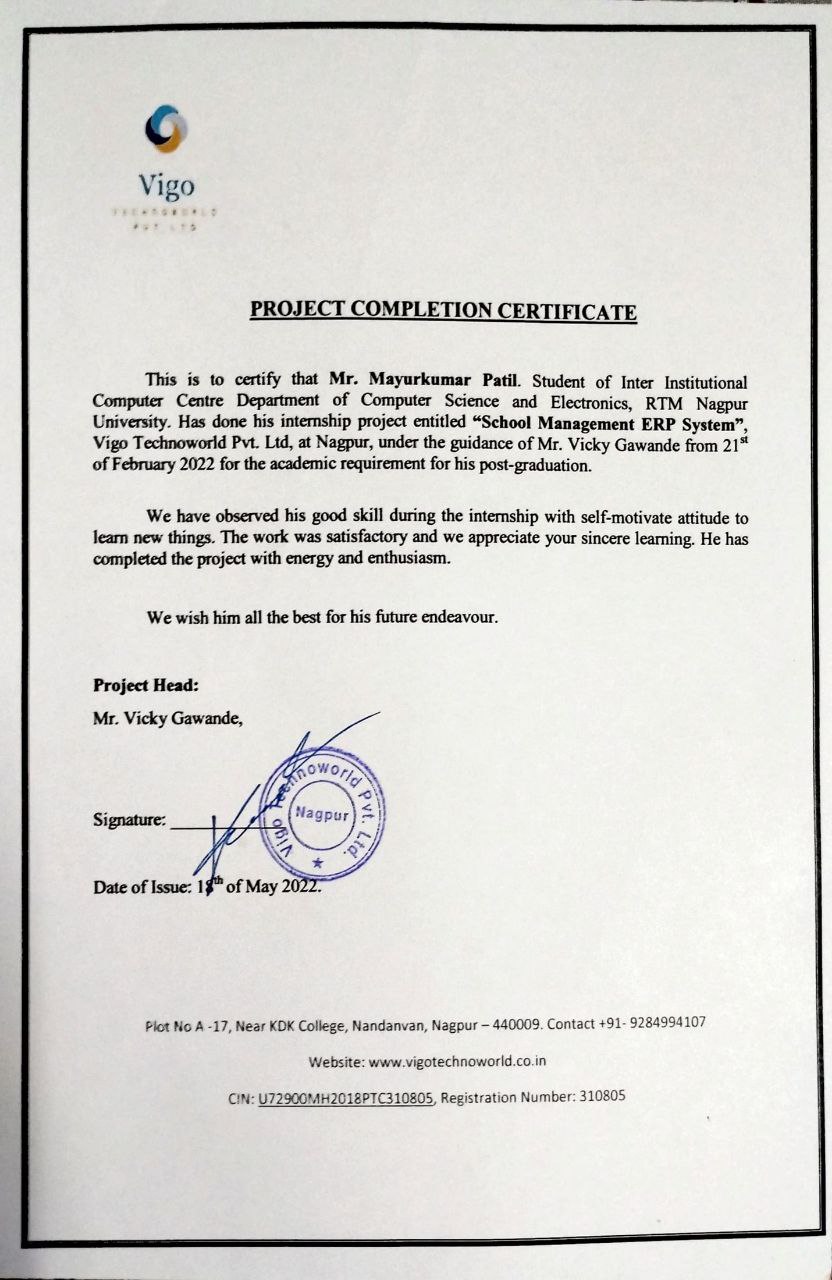 Vigo
TECHNOWORLD
PVT LTD
PROJECT COMPLETION CERTIFICATE
This is to certify that Mr. Mayurkumar Patil. Student of Inter Institutional
Computer Centre Department of Computer Science and Electronics, RTM Nagpur
University. Has done his internship project entitled “School Management ERP System”,
Vigo Technoworld Pvt. Ltd, at Nagpur, under the guidance of Mr. Vicky Gawande from 21st
of February 2022 for the academic requirement for his post-graduation.
We have observed his good skill during the internship with self-motivate attitude to
learn new things. The work was satisfactory and we appreciate your sincere learning. He has
completed the project with energy and enthusiasm.
We wish him all the best for his future endeavour.
Project Head:
Mr. Vicky Gawande,
Vigo Technoworld Pvt. Ltd.
Nagpur
Signature:
Date of Issue: th of May 2022.
Plot No A -17, Near KDK College, Nandanvan, Nagpur – 440009. Contact +91- 9284994107
Website: www.vigotechnoworld.co.in
CIN: U72900MH2018PTC310805, Registration Number: 310805